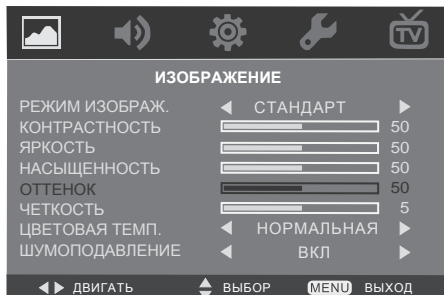 TV
ИЗОБРАЖЕНИЕ
РЕЖИМ ИЗОБРАЖ. СТАНДАРТ
КОНТРАСТНОСТЬ 50
ЯРКОСТЬ 50
НАСЫЩЕННОСТЬ 50
ОТТЕНОК 50
ЧЕТКОСТЬ 5
ЦВЕТОВАЯ ТЕМП. НОРМАЛЬНАЯ
ШУМОПОДАВЛЕНИЕ ВКЛ
ДВИГАТЬ ВЫБОР MENU ВЫХОД